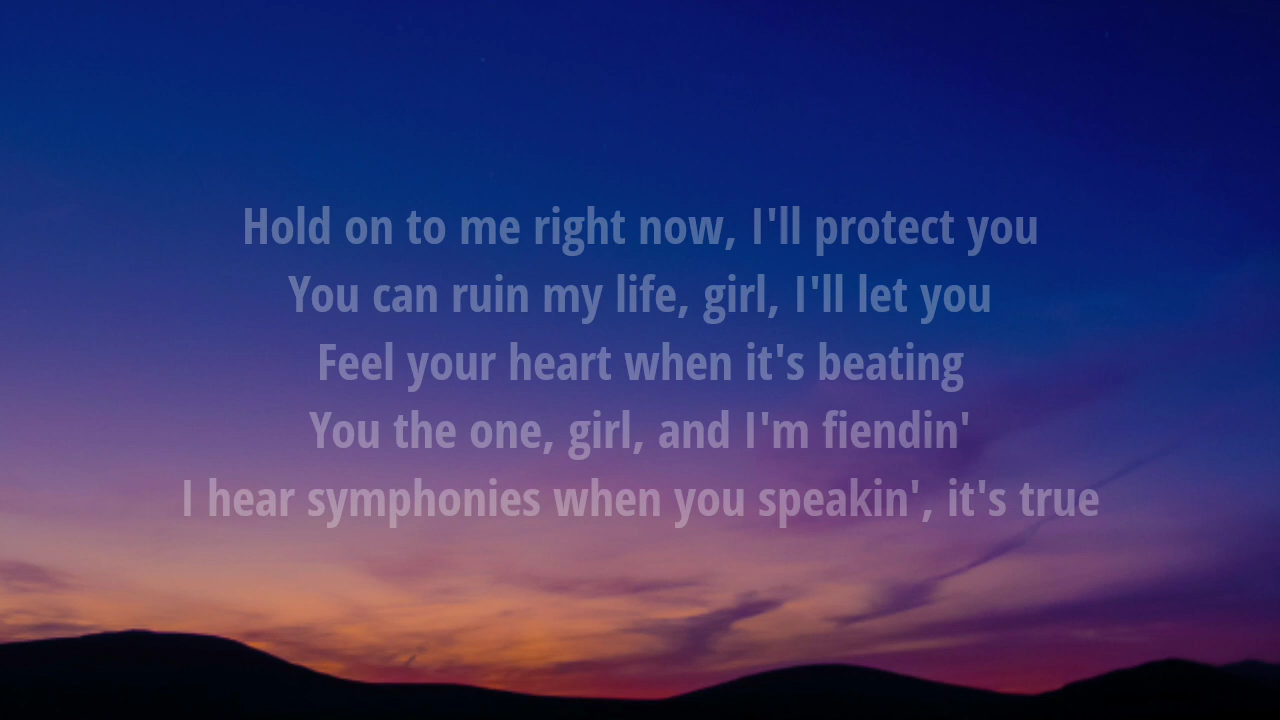 Hold on to me right now, I'll protect you
You can ruin my life, girl, I'll let you
Feel your heart when it's beating
You the one, girl, and I'm fiendin'
I hear symphonies when you speakin', it's true